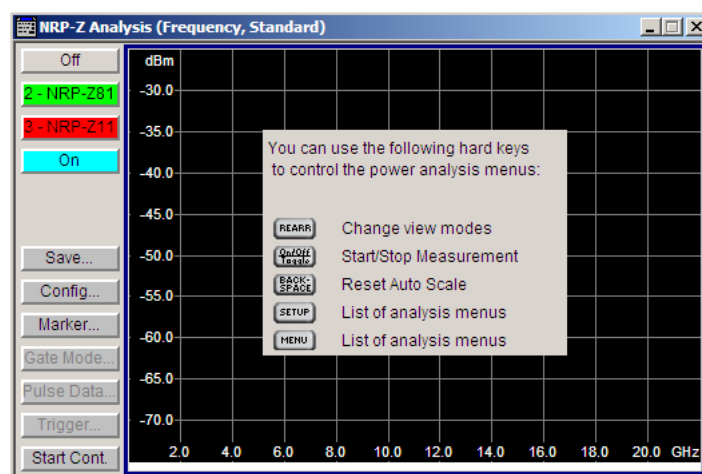 NRP-Z Analysis (Frequency, Standard)
Off
2 - NRP-Z81
3 - NRP-Z11
On
Save...
Config...
Marker...
Gate Mode...
Pulse Data...
Trigger...
Start Cont.
dBm
-30.0
-35.0
-40.0
-45.0
-50.0
-55.0
-60.0
-65.0
-70.0
You can use the following hard keys
to control the power analysis menus:
REARR Change view modes
On/Off Toggle Start/Stop Measurement
BACK-SPACE Reset Auto Scale
SETUP List of analysis menus
MENU List of analysis menus
2.0 4.0 6.0 8.0 10.0 12.0 14.0 16.0 18.0 20.0 GHz